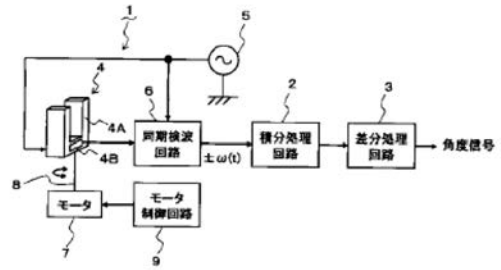 1
5
4
6
2
3
4A
同期検波
回路
積分処理
回路
差分処理
回路
角度信号
4B
±ω(t)
8
モータ
モータ
制御回路
7
9